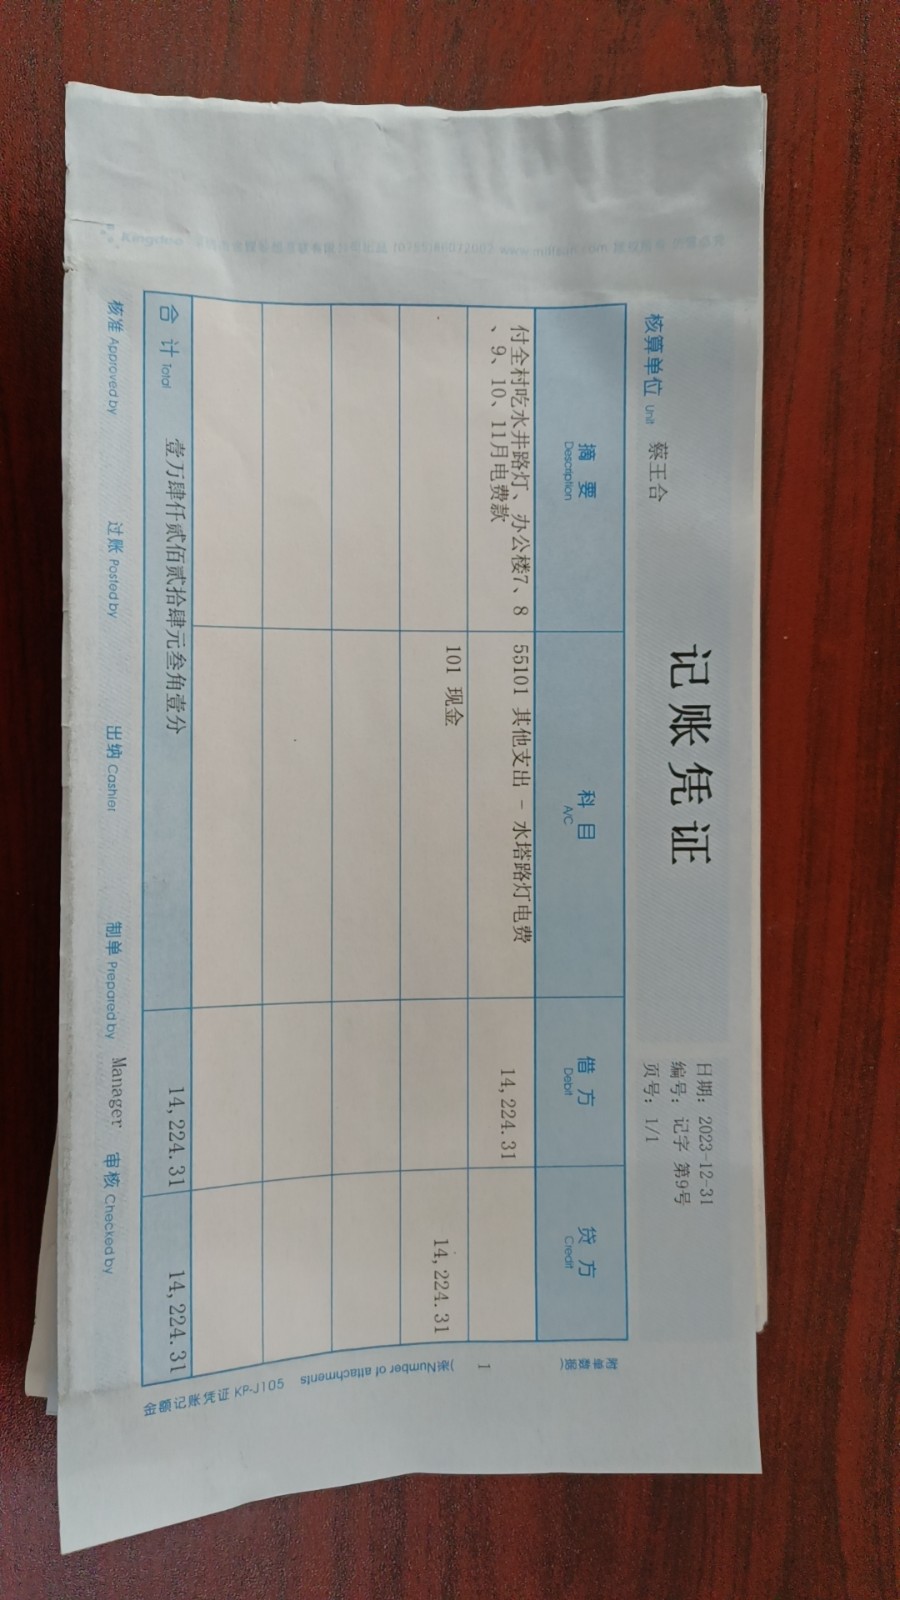 Kingdee
记账凭证
日期： 2023-12-31
编号： 记字 第9号
页号： 1/1
核算单位 Unit 蔡王合
摘 要 Description 科 目 A/C 借 方 Debit 贷 方 Credit
付全村吃水井路灯、办公楼7、8
、9、10、11月电费款
55101 其他支出 - 水塔路灯电费 14,224.31
101 现金 14,224.31
合 计 Total 壹万肆仟贰佰贰拾肆元叁角壹分 14,224.31 14,224.31
核准 Approved by 过账 Posted by 出纳 Cashier 制单 Prepared by Manager 审核 Checked by
附单据数( 1 )张 Number of attachments
金蝶记账凭证 KP-J105